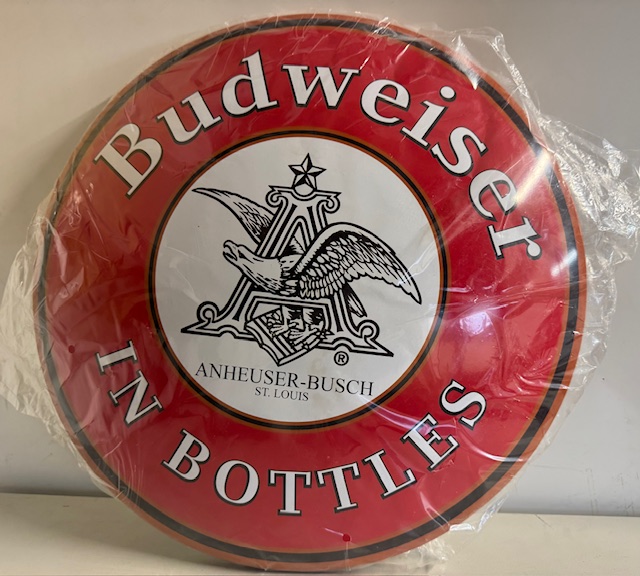 Budweiser
®
ANHEUSER-BUSCH
ST. LOUIS
IN BOTTLES